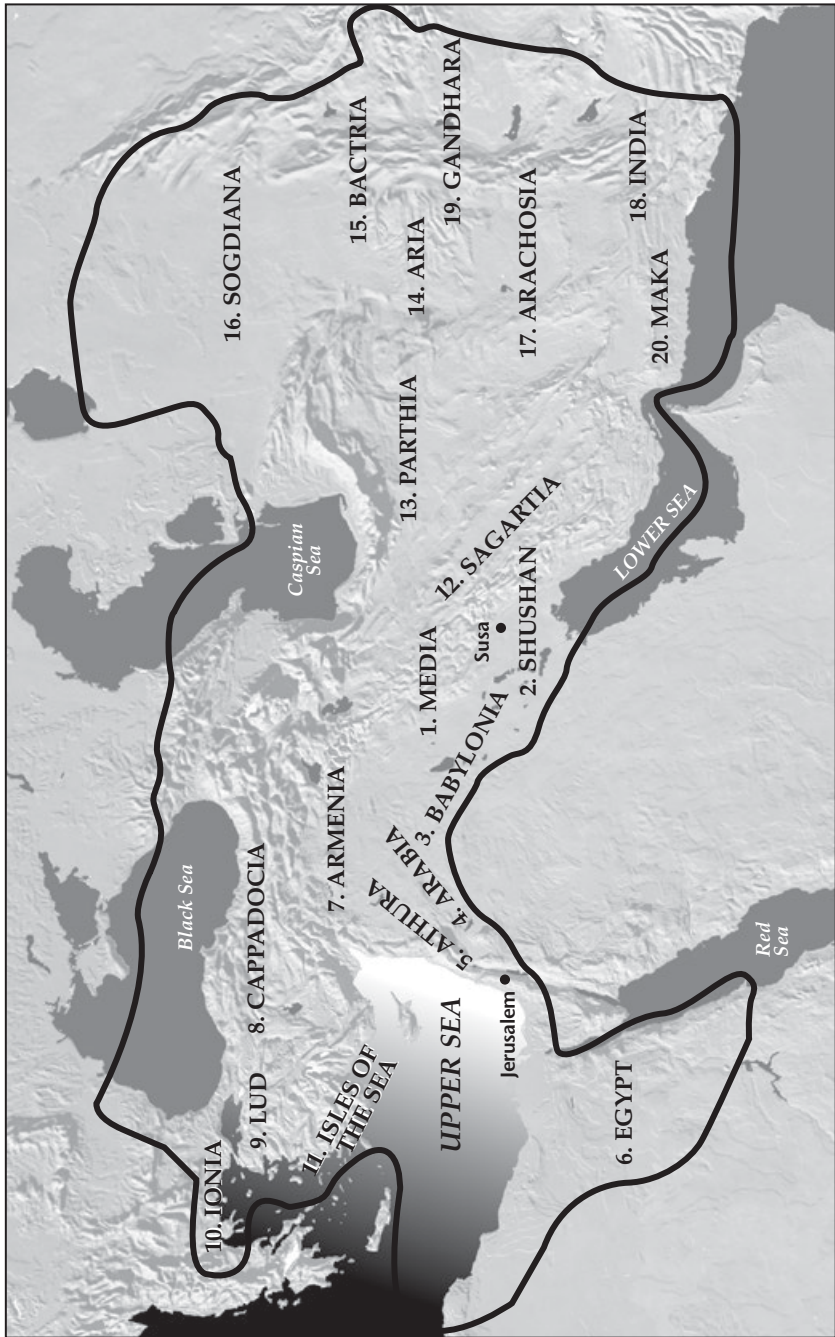 1. MEDIA
2. SHUSHAN
3. BABYLONIA
4. ARABIA
5. ATHURA
6. EGYPT
7. ARMENIA
8. CAPPADOCIA
9. LUD
10. IONIA
11. ISLES OF
THE SEA
12. SAGARTIA
13. PARTHIA
14. ARIA
15. BACTRIA
16. SOGDIANA
17. ARACHOSIA
18. INDIA
19. GANDHARA
20. MAKA
Black Sea
Caspian
Sea
UPPER SEA
LOWER SEA
Red
Sea
Jerusalem
Susa